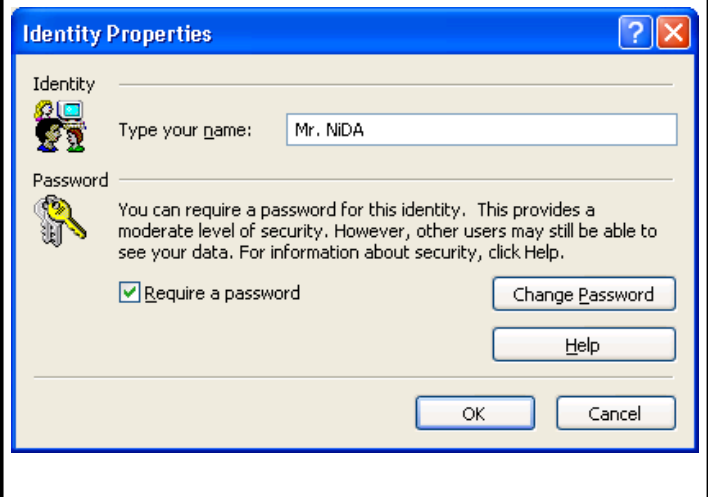 Identity Properties
Identity
Type your name:
Mr. NiDA
Password
You can require a password for this identity. This provides a
moderate level of security. However, other users may still be able to
see your data. For information about security, click Help.
Require a password
Change Password
Help
OK
Cancel